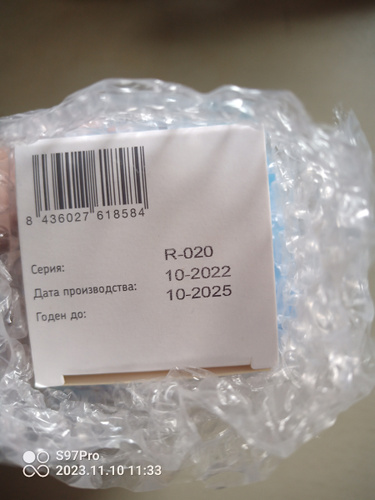 8 436027 618584
Серия: R-020
Дата производства: 10-2022
Годен до: 10-2025
S97Pro
2023.11.10 11:33